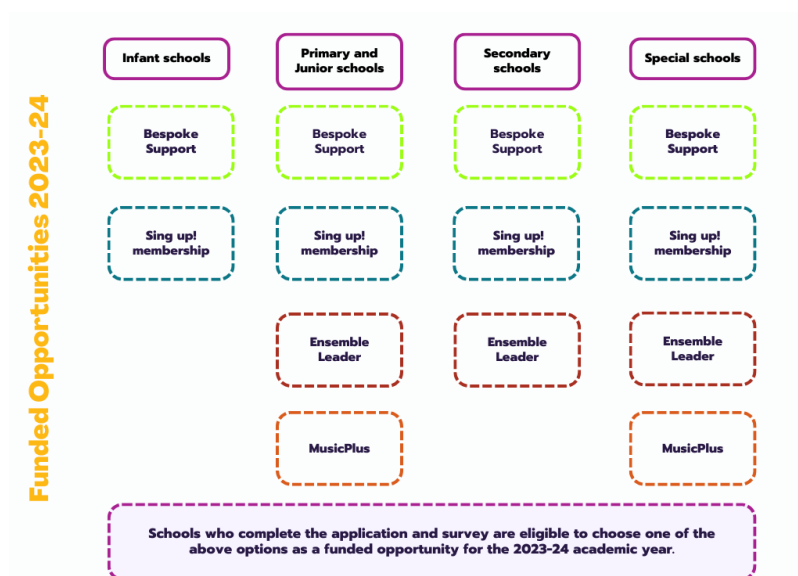 Funded Opportunities 2023-24
Infant schools
Primary and
Junior schools
Secondary
schools
Special schools
Bespoke
Support
Bespoke
Support
Bespoke
Support
Bespoke
Support
Sing up!
membership
Sing up!
membership
Sing up!
membership
Sing up!
membership
Ensemble
Leader
Ensemble
Leader
Ensemble
Leader
MusicPlus
MusicPlus
Schools who complete the application and survey are eligible to choose one of the
above options as a funded opportunity for the 2023-24 academic year.